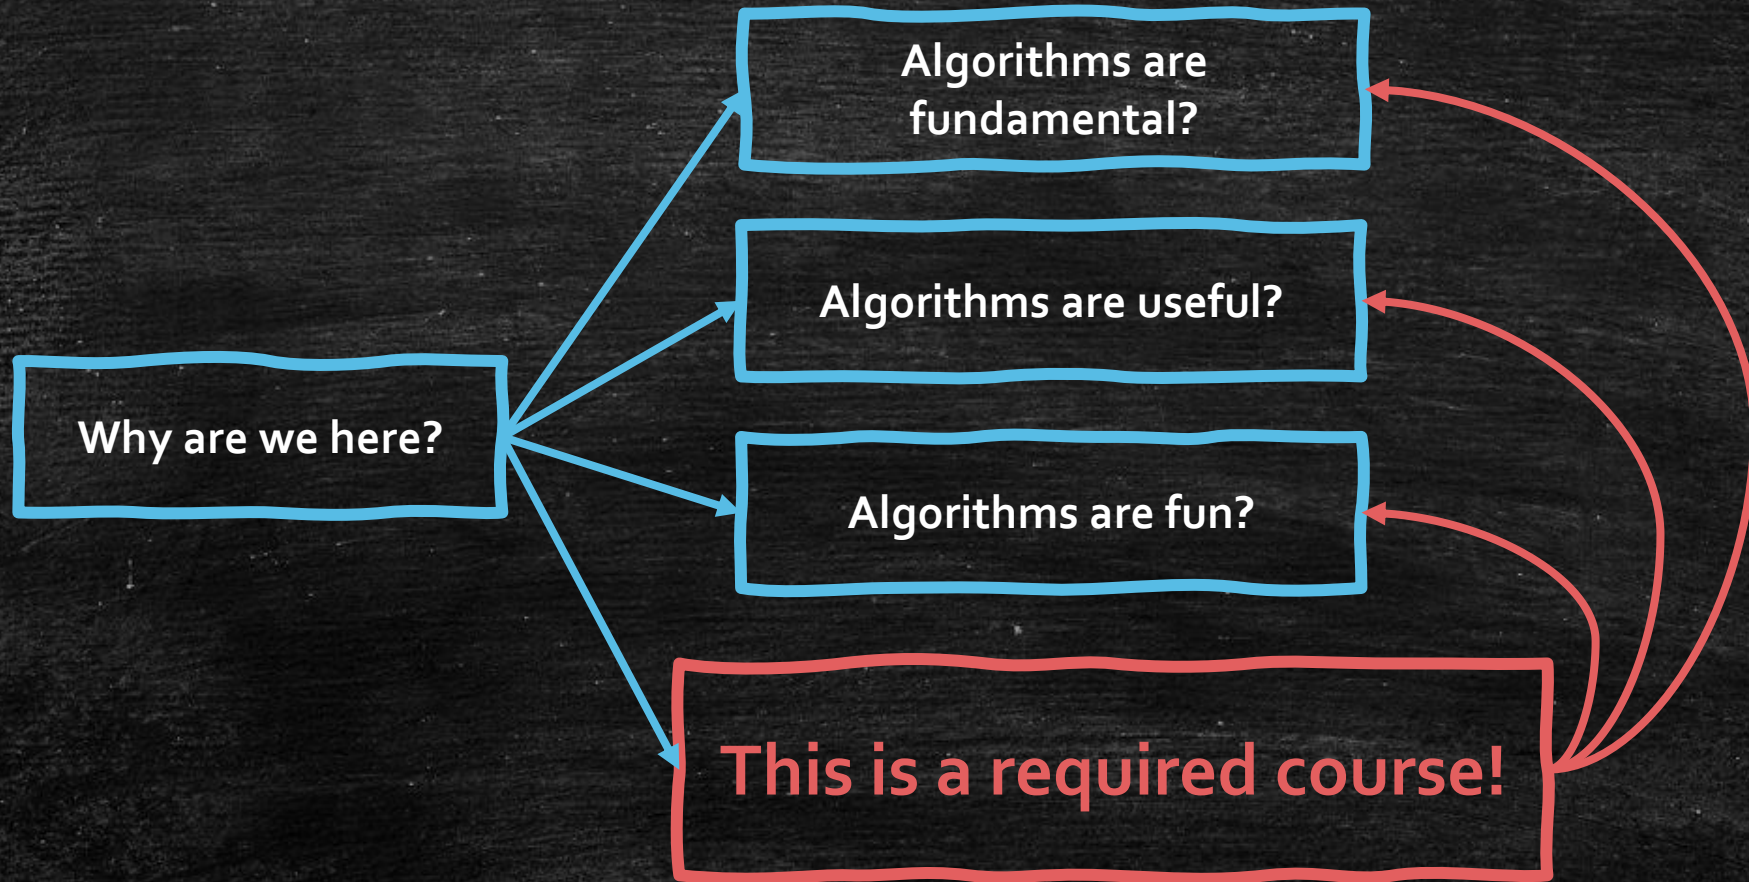 Why are we here?
Algorithms are
fundamental?
Algorithms are useful?
Algorithms are fun?
This is a required course!